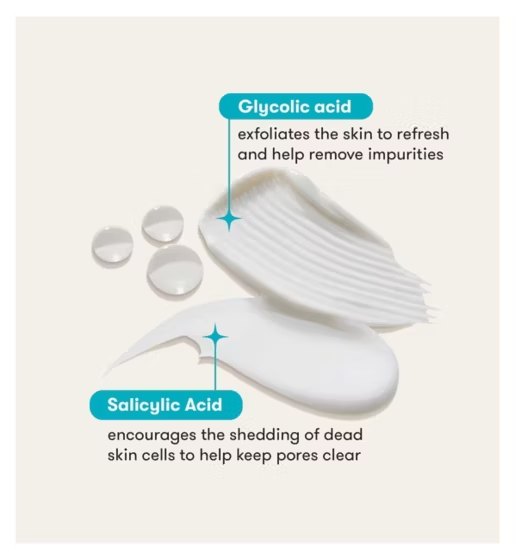 Glycolic acid
exfoliates the skin to refresh
and help remove impurities
Salicylic Acid
encourages the shedding of dead
skin cells to help keep pores clear